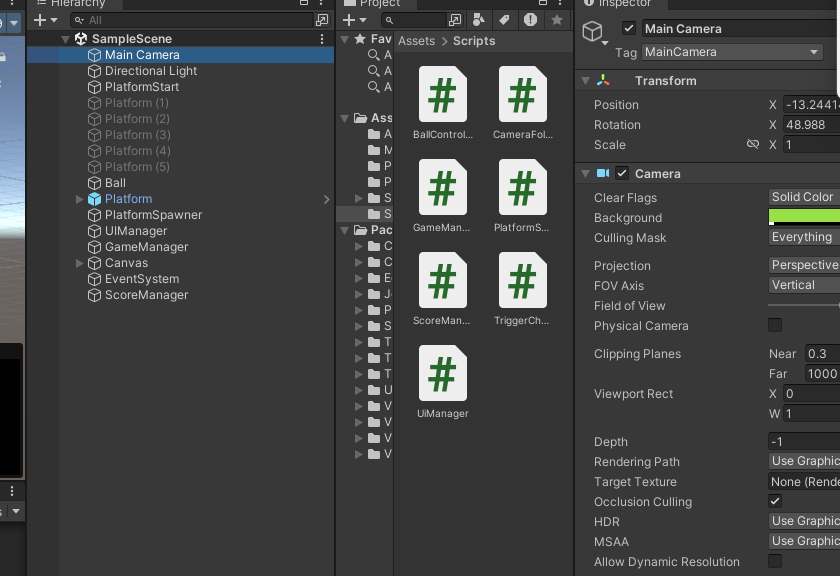 Hierarchy
All
SampleScene
Main Camera
Directional Light
PlatformStart
Platform (1)
Platform (2)
Platform (3)
Platform (4)
Platform (5)
Ball
Platform
PlatformSpawner
UIManager
GameManager
Canvas
EventSystem
ScoreManager
Project
Fav
A
A
A
Ass
A
M
P
P
S
S
Pac
C
C
E
J
P
S
T
T
T
U
V
V
V
V
Assets > Scripts
BallControl...
CameraFol...
GameMan...
PlatformS...
ScoreMan...
TriggerCh...
UiManager
Inspector
Main Camera
Tag MainCamera
Transform
Position X -13.2441
Rotation X 48.988
Scale X 1
Camera
Clear Flags Solid Color
Background
Culling Mask Everything
Projection Perspective
FOV Axis Vertical
Field of View
Physical Camera
Clipping Planes Near 0.3
Far 1000
Viewport Rect X 0
W 1
Depth -1
Rendering Path Use Graphic
Target Texture None (Rende
Occlusion Culling
HDR Use Graphic
MSAA Use Graphic
Allow Dynamic Resolution